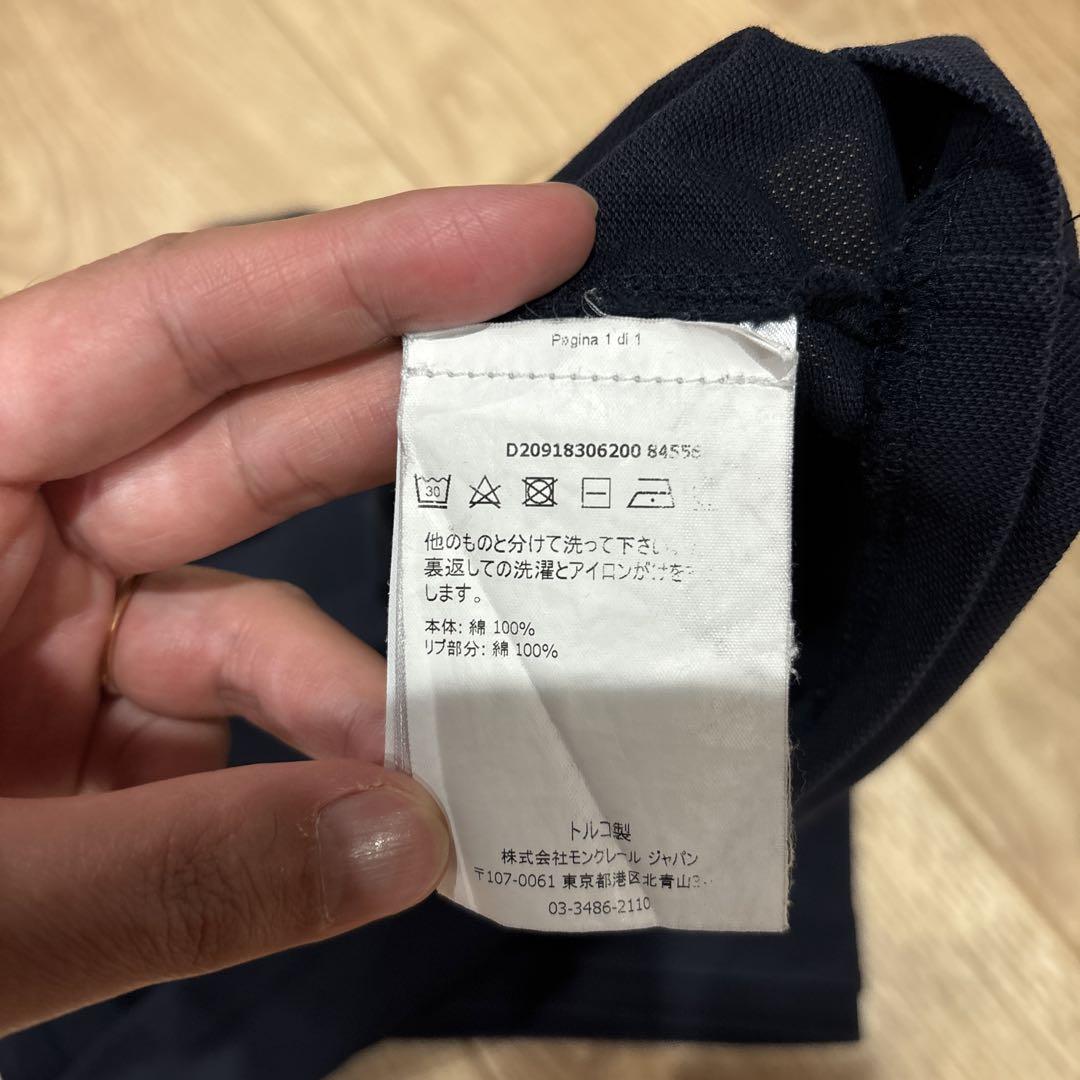 Pagina 1 di 1
D20918306200 84556
30
他のものと分けて洗って下さい。
裏返しての洗濯とアイロンがけを
します。
本体: 綿 100%
リブ部分: 綿 100%
トルコ製
株式会社モンクレール ジャパン
〒107-0061 東京都港区北青山3-
03-3486-2110